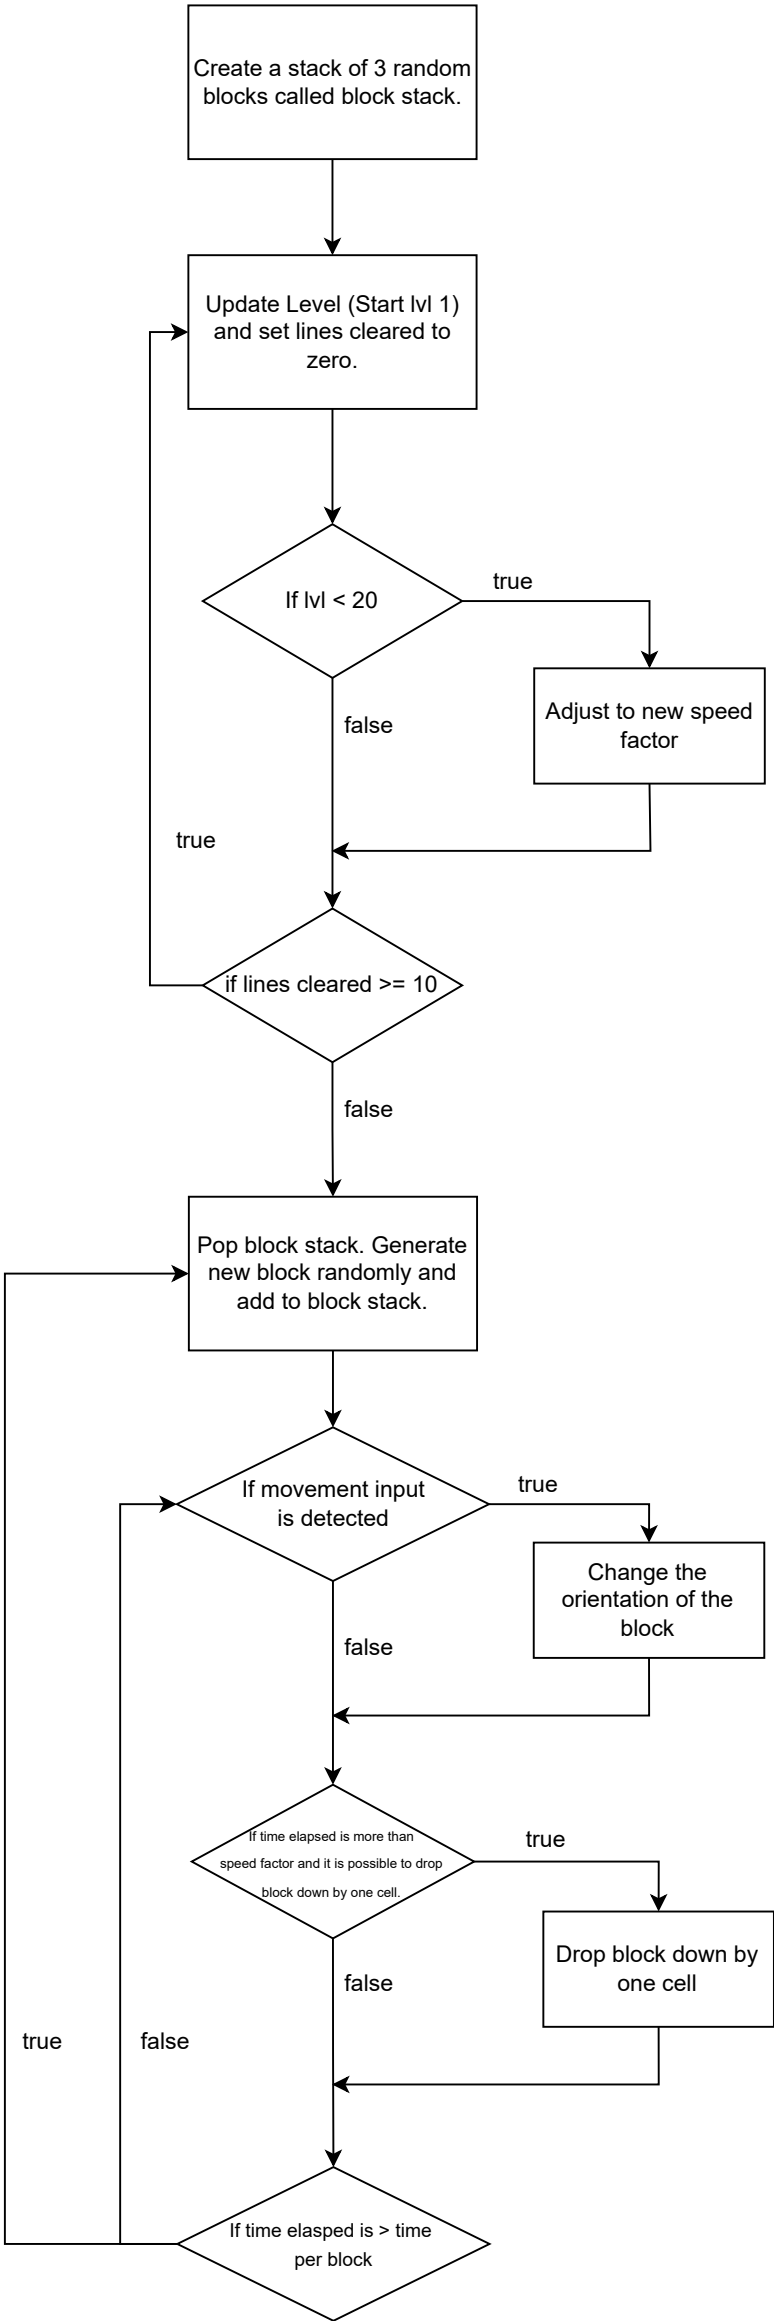 Create a stack of 3 random
blocks called block stack.
Update Level (Start lvl 1)
and set lines cleared to
zero.
If lvl < 20
true
Adjust to new speed
factor
false
true
if lines cleared >= 10
false
Pop block stack. Generate
new block randomly and
add to block stack.
If movement input
is detected
true
Change the
orientation of the
block
false
If time elapsed is more than
speed factor and it is possible to drop
block down by one cell.
true
Drop block down by
one cell
false
true
false
If time elasped is > time
per block